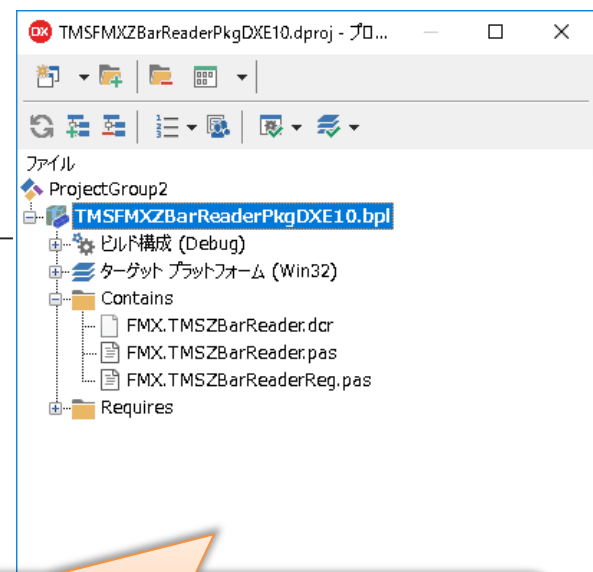 TMSFMXZBarReaderPkgDXE10.dproj - プロ...
ファイル
ProjectGroup2
TMSFMXZBarReaderPkgDXE10.bpl
ビルド構成 (Debug)
ターゲット プラットフォーム (Win32)
Contains
FMX.TMSZBarReader.dcr
FMX.TMSZBarReader.pas
FMX.TMSZBarReaderReg.pas
Requires